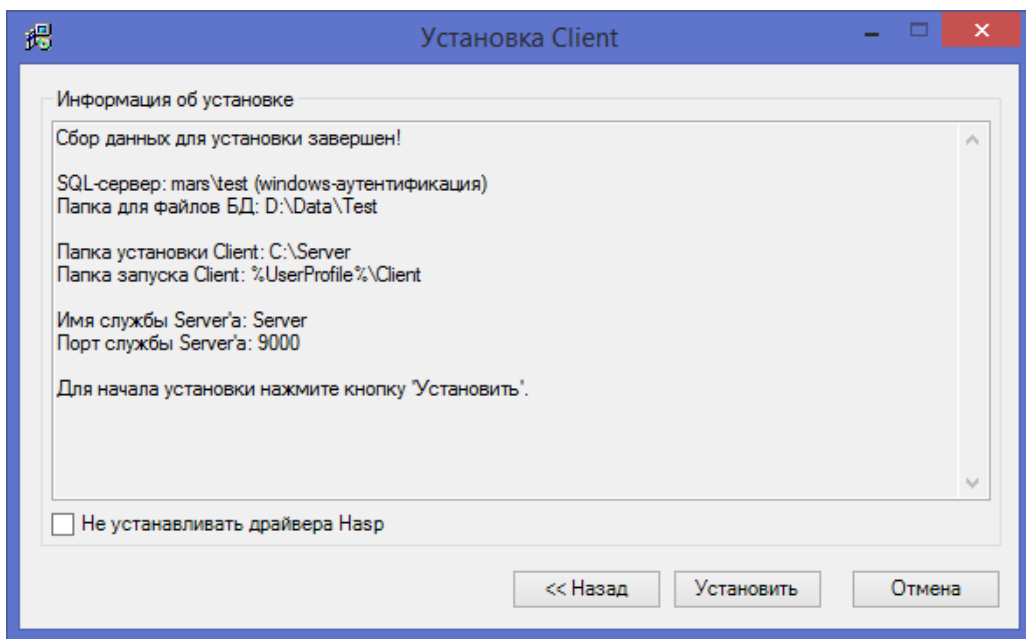 Установка Client
Информация об установке
Сбор данных для установки завершен!
SQL-сервер: mars\test (windows-аутентификация)
Папка для файлов БД: D:\Data\Test
Папка установки Client: C:\Server
Папка запуска Client: %UserProfile%\Client
Имя службы Server'а: Server
Порт службы Server'а: 9000
Для начала установки нажмите кнопку 'Установить'.
Не устанавливать драйвера Hasp
<< Назад
Установить
Отмена